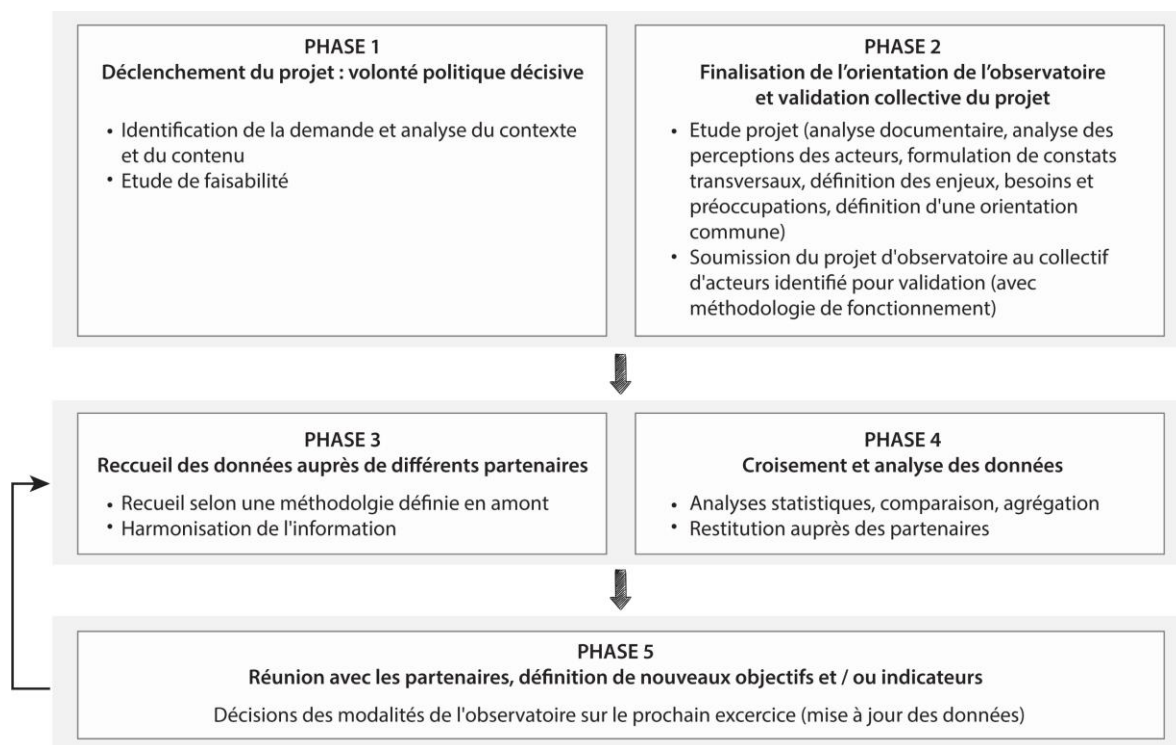 PHASE 1
Déclenchement du projet : volonté politique décisive
• Identification de la demande et analyse du contexte
et du contenu
• Etude de faisabilité
PHASE 2
Finalisation de l'orientation de l'observatoire
et validation collective du projet
• Etude projet (analyse documentaire, analyse des
perceptions des acteurs, formulation de constats
transversaux, définition des enjeux, besoins et
préoccupations, définition d'une orientation
commune)
• Soumission du projet d'observatoire au collectif
d'acteurs identifié pour validation (avec
méthodologie de fonctionnement)
PHASE 3
Reccueil des données auprès de différents partenaires
• Recueil selon une méthodolgie définie en amont
• Harmonisation de l'information
PHASE 4
Croisement et analyse des données
• Analyses statistiques, comparaison, agrégation
• Restitution auprès des partenaires
PHASE 5
Réunion avec les partenaires, définition de nouveaux objectifs et / ou indicateurs
Décisions des modalités de l'observatoire sur le prochain excercice (mise à jour des données)